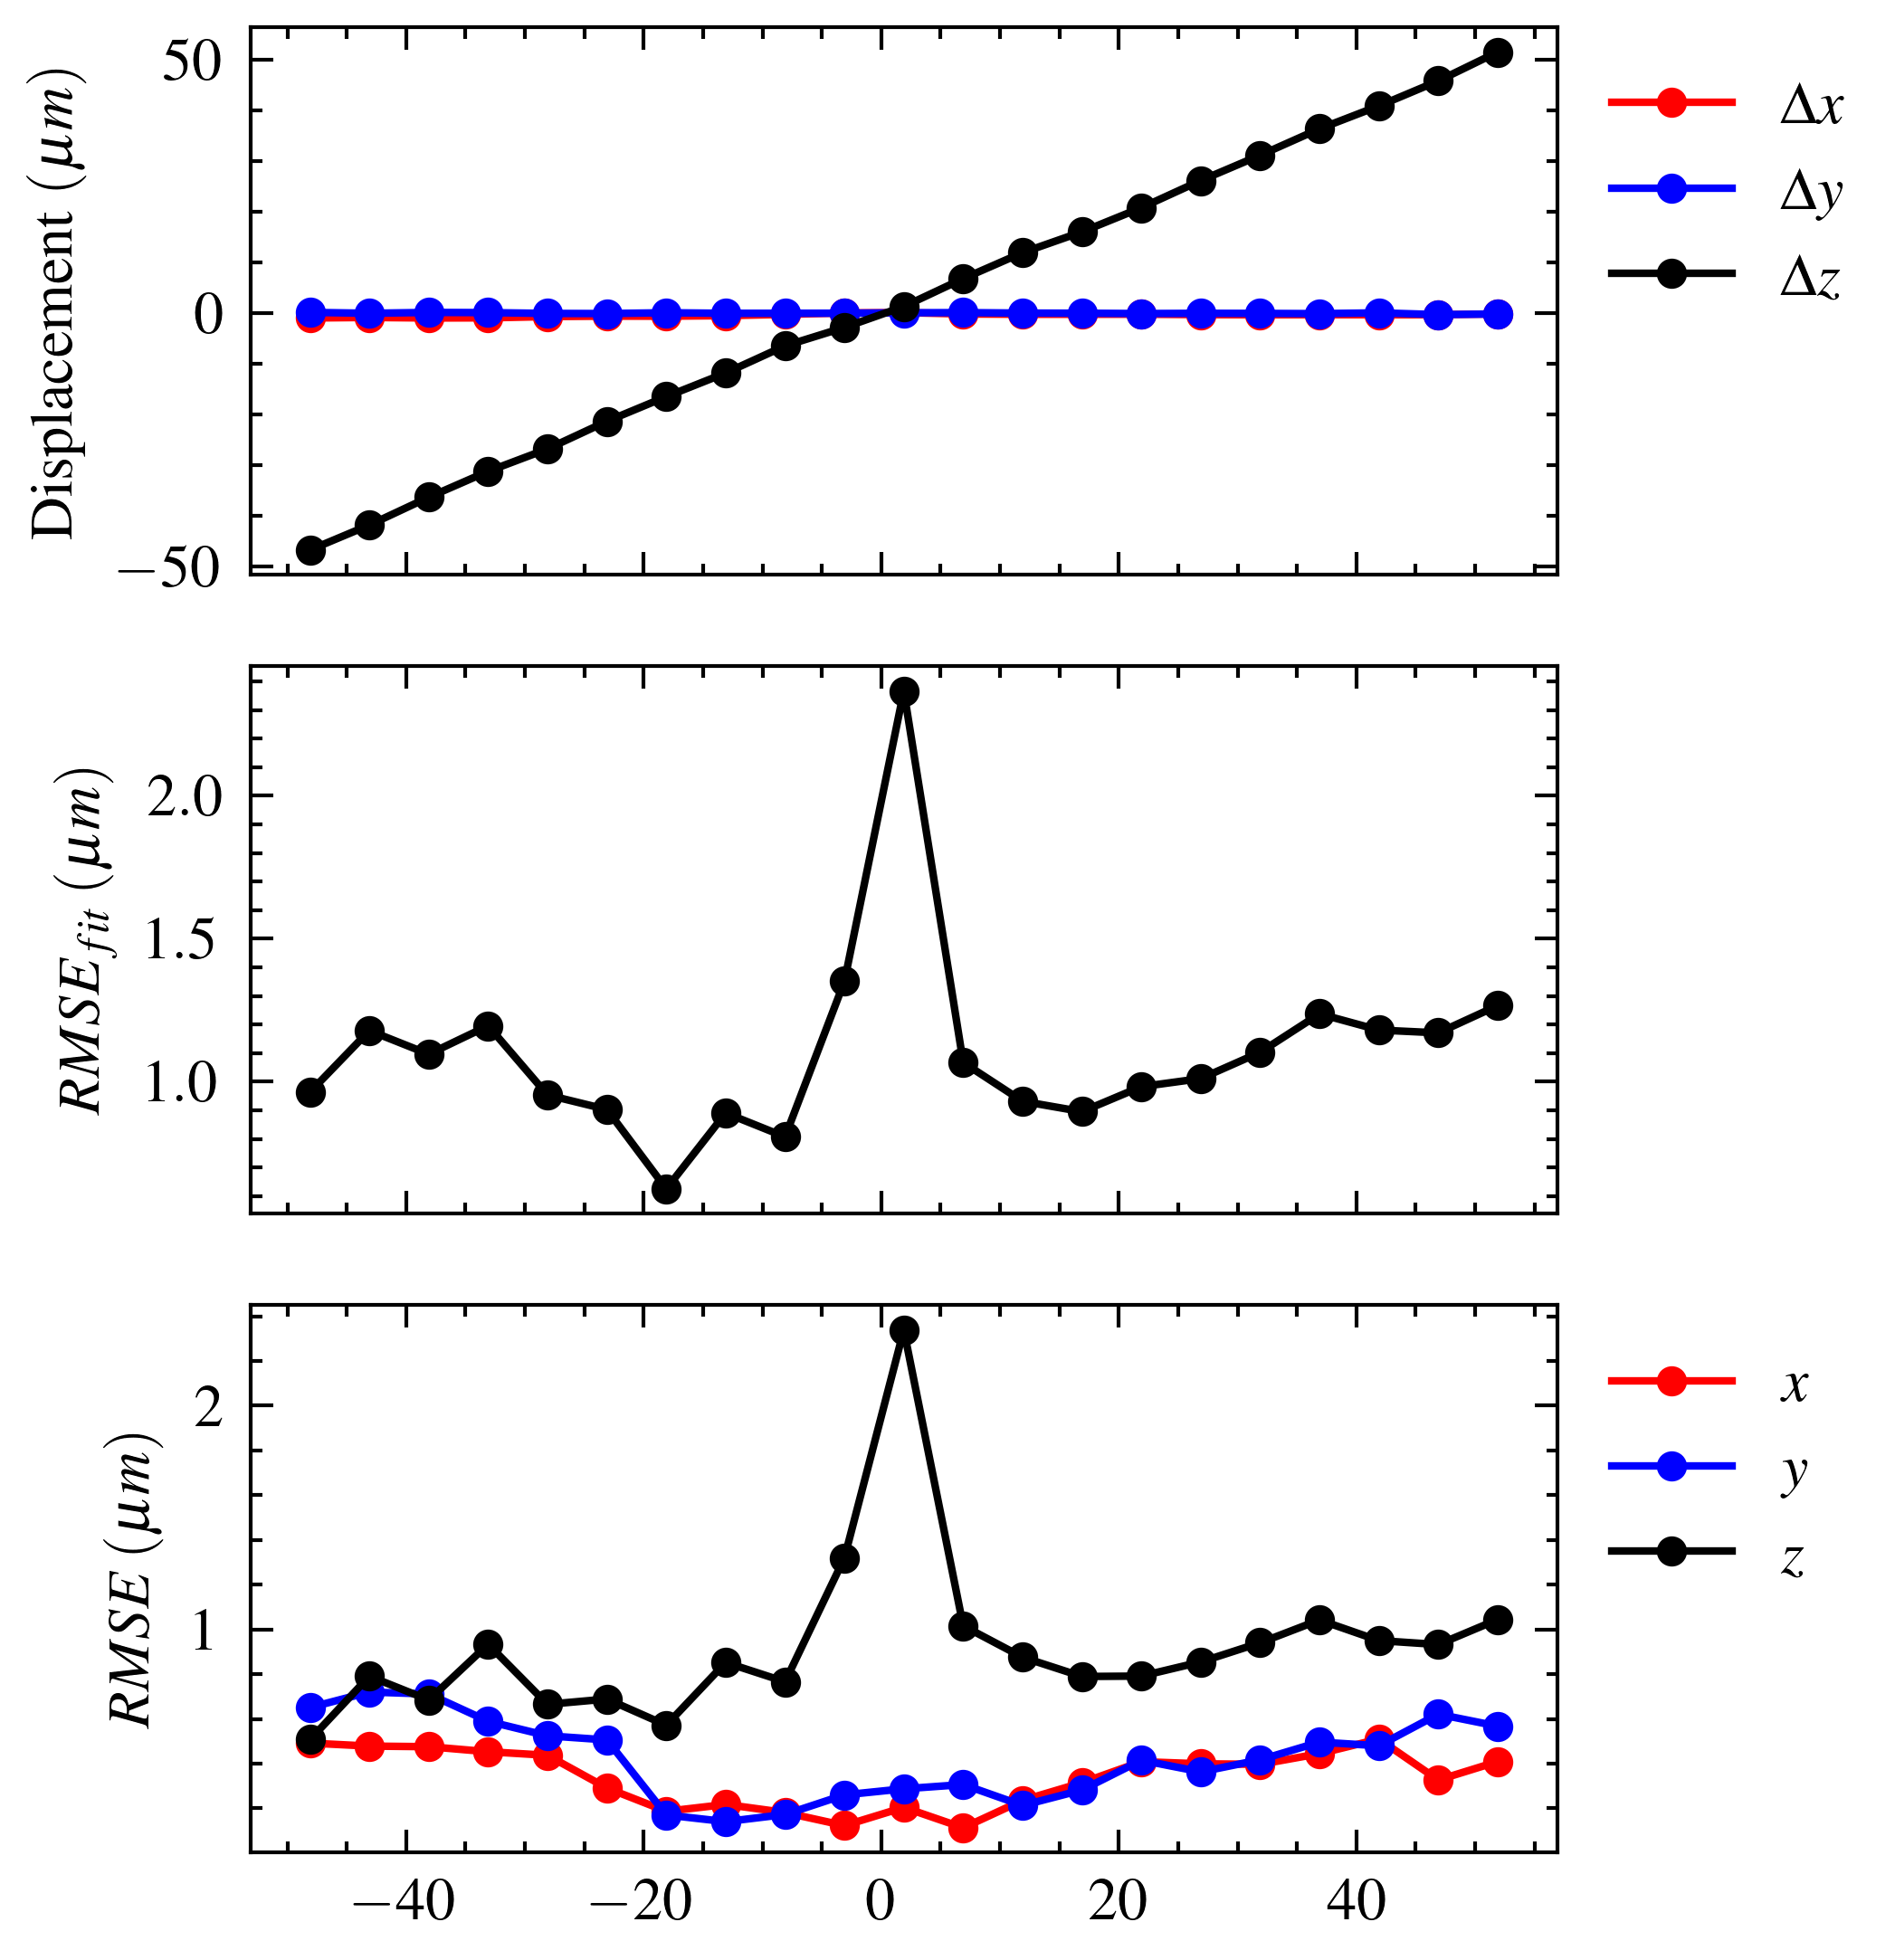 Displacement (μm)
50
0
−50
Δx
Δy
Δz
RMSE_fit (μm)
2.0
1.5
1.0
RMSE (μm)
2
1
x
y
z
−40 −20 0 20 40